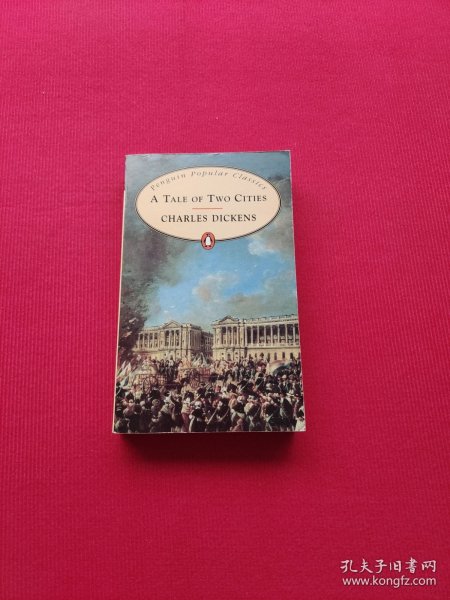 Penguin Popular Classics
A TALE OF TWO CITIES
CHARLES DICKENS
孔夫子旧书网
www.kongfz.com